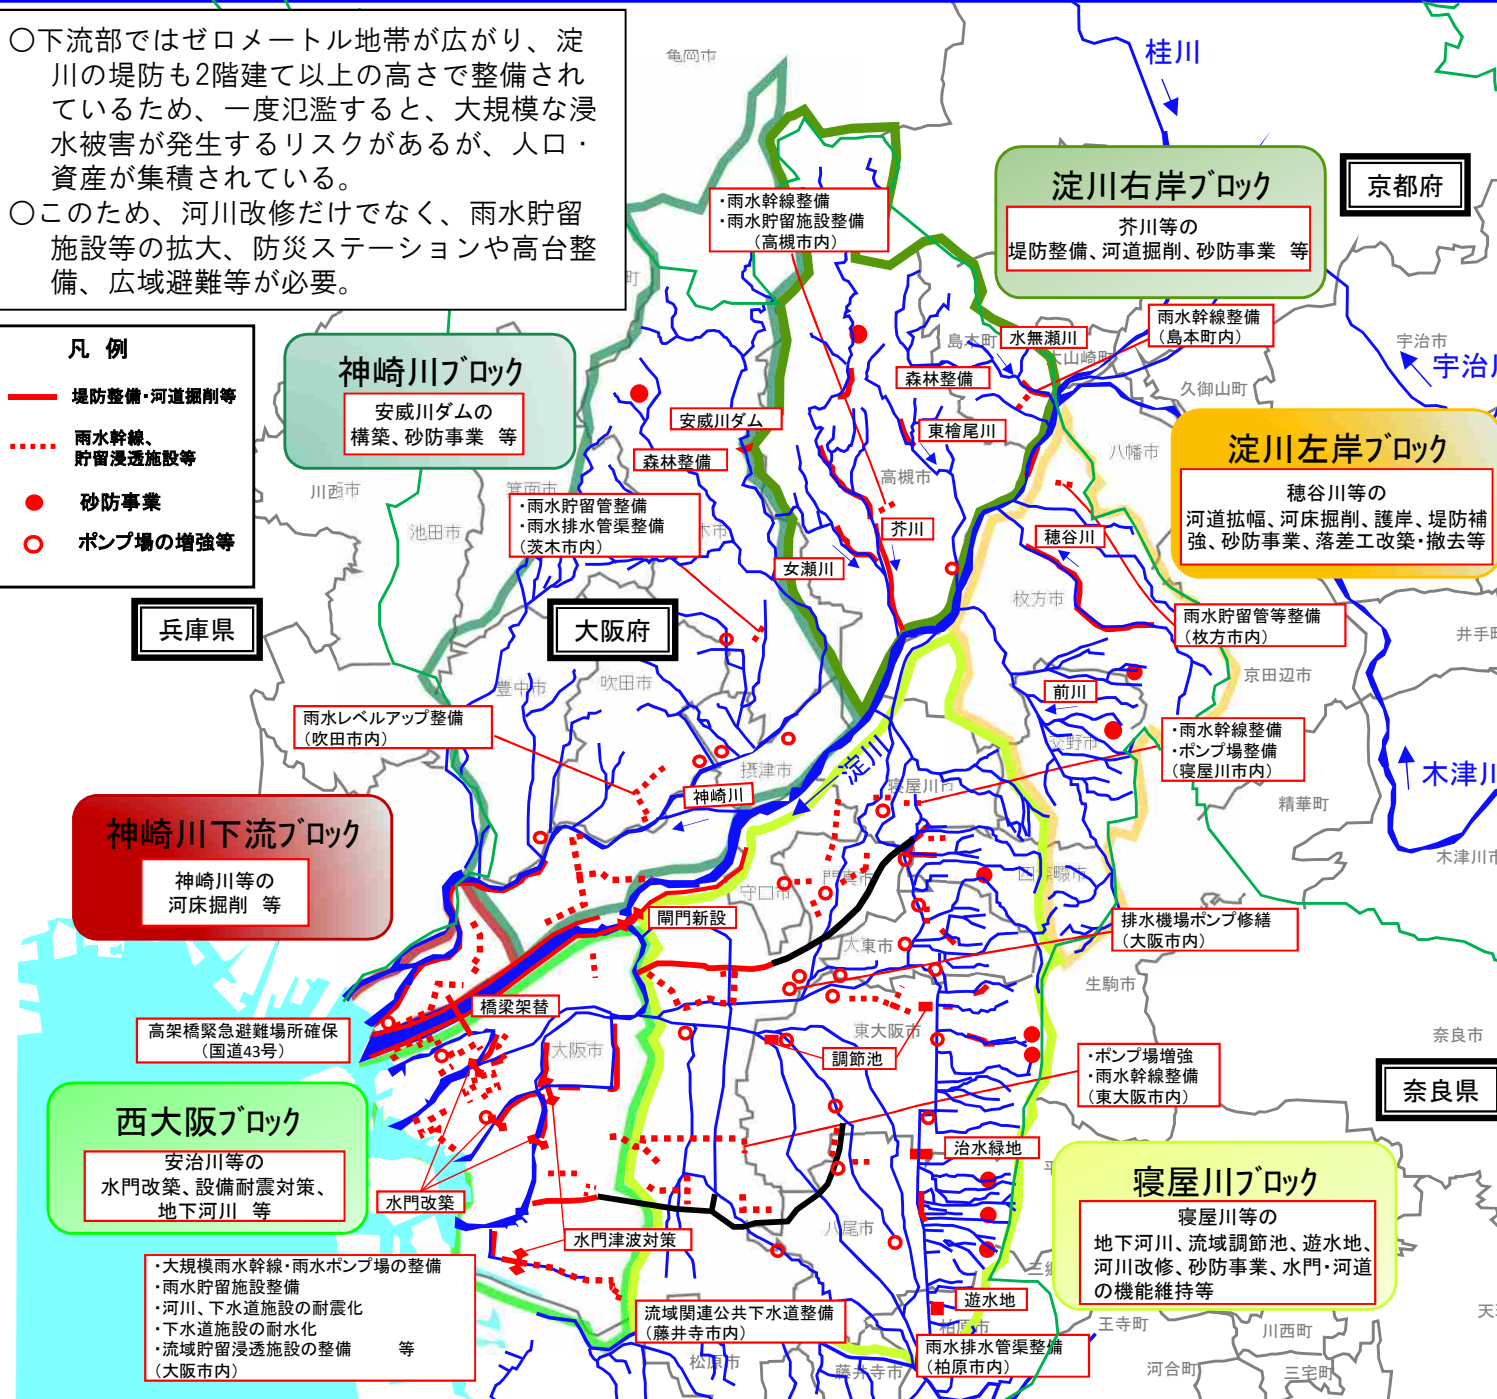 〇下流部ではゼロメートル地帯が広がり、淀
川の堤防も2階建て以上の高さで整備され
ているため、一度氾濫すると、大規模な浸
水被害が発生するリスクがあるが、人口・
資産が集積されている。
〇このため、河川改修だけでなく、雨水貯留
施設等の拡大、防災ステーションや高台整
備、広域避難等が必要。
凡 例
堤防整備・河道掘削等
雨水幹線、
貯留浸透施設等
砂防事業
ポンプ場の増強等
亀岡市
桂川
京都府
淀川右岸ブロック
芥川等の
堤防整備、河道掘削、砂防事業 等
・雨水幹線整備
・雨水貯留施設整備
(高槻市内)
町
神崎川ブロック
安威川ダムの
構築、砂防事業 等
島本町
水無瀬川
大山崎町
雨水幹線整備
(島本町内)
宇治市
宇治川
久御山町
森林整備
安威川ダム
東檜尾川
森林整備
高槻市
八幡市
淀川左岸ブロック
穂谷川等の
河道拡幅、河床掘削、護岸、堤防補
強、砂防事業、落差工改築・撤去等
川西市
池田市
箕面市
・雨水貯留管整備
・雨水排水管渠整備
(茨木市内)
木市
芥川
女瀬川
穂谷川
枚方市
雨水貯留管等整備
(枚方市内)
井手町
京田辺市
兵庫県
大阪府
豊中市
吹田市
前川
交野市
雨水レベルアップ整備
(吹田市内)
・雨水幹線整備
・ポンプ場整備
(寝屋川市内)
木津川
精華町
木津川市
摂津市
淀川
寝屋川市
神崎川
神崎川下流ブロック
神崎川等の
河床掘削 等
守口市
門真市
四條畷市
閘門新設
大東市
排水機場ポンプ修繕
(大阪市内)
生駒市
橋梁架替
高架橋緊急避難場所確保
(国道43号)
大阪市
東大阪市
調節池
・ポンプ場増強
・雨水幹線整備
(東大阪市内)
奈良市
奈良県
西大阪ブロック
安治川等の
水門改築、設備耐震対策、
地下河川 等
水門改築
治水緑地
平
寝屋川ブロック
寝屋川等の
地下河川、流域調節池、遊水地、
河川改修、砂防事業、水門・河道
の機能維持等
八尾市
水門津波対策
三郷
・大規模雨水幹線・雨水ポンプ場の整備
・雨水貯留施設整備
・河川、下水道施設の耐震化
・下水道施設の耐水化
・流域貯留浸透施設の整備 等
(大阪市内)
流域関連公共下水道整備
(藤井寺市内)
遊水地
柏原市
雨水排水管渠整備
(柏原市内)
王寺町
川西町
天
松原市
藤井寺市
河合町
三宅町